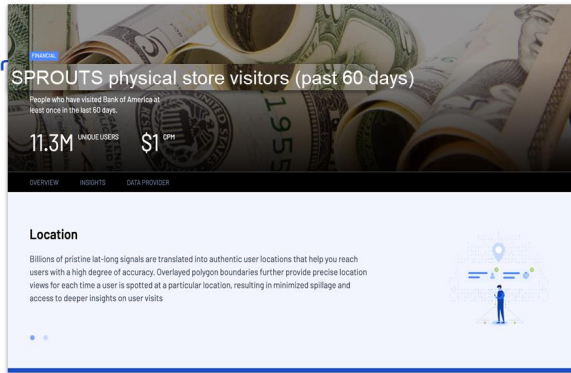 FINANCIAL
SPROUTS physical store visitors (past 60 days)
People who have visited Bank of America at
least once in the last 60 days.
11.3M UNIQUE USERS $1 CPM
OVERVIEW INSIGHTS DATA PROVIDER
Location
Billions of pristine lat-long signals are translated into authentic user locations that help you reach
users with a high degree of accuracy. Overlayed polygon boundaries further provide precise location
views for each time a user is spotted at a particular location, resulting in minimized spillage and
access to deeper insights on user visits